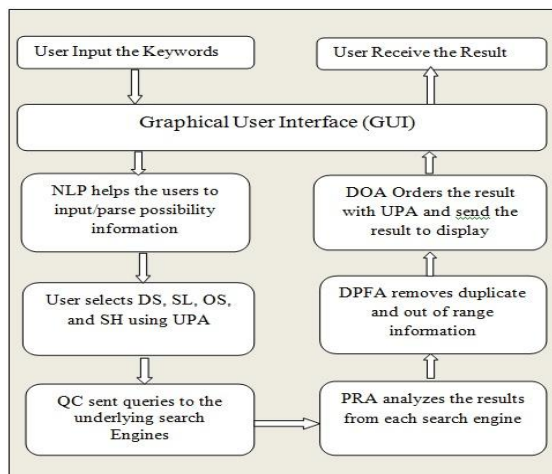 User Input the Keywords
User Receive the Result
Graphical User Interface (GUI)
NLP helps the users to
input/parse possibility
information
DOA Orders the result
with UPA and send the
result to display
User selects DS, SL, OS,
and SH using UPA
DPFA removes duplicate
and out of range
information
QC sent queries to the
underlying search
Engines
PRA analyzes the results
from each search engine